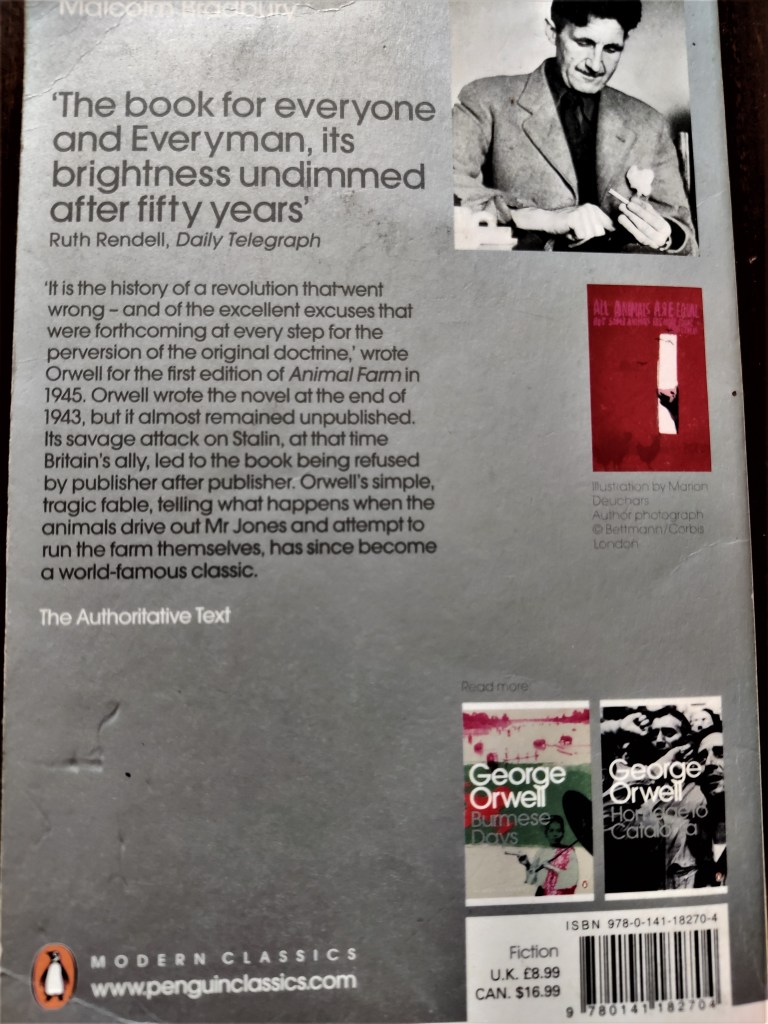 Malcolm Bradbury
'The book for everyone
and Everyman, its
brightness undimmed
after fifty years'
Ruth Rendell, Daily Telegraph
'It is the history of a revolution that went
wrong – and of the excellent excuses that
were forthcoming at every step for the
perversion of the original doctrine,' wrote
Orwell for the first edition of Animal Farm in
1945. Orwell wrote the novel at the end of
1943, but it almost remained unpublished.
Its savage attack on Stalin, at that time
Britain's ally, led to the book being refused
by publisher after publisher. Orwell's simple,
tragic fable, telling what happens when the
animals drive out Mr Jones and attempt to
run the farm themselves, has since become
a world-famous classic.
The Authoritative Text
ALL ANIMALS ARE EQUAL
Illustration by Marion
Deuchars
Author photograph
© Bettmann/Corbis
London
Read more
George
Orwell
Burmese
Days
George
Orwell
Homage to
Catalonia
ISBN 978-0-141-18270-4
Fiction
U.K. £8.99
CAN. $16.99
9 780141 182704
MODERN CLASSICS
www.penguinclassics.com